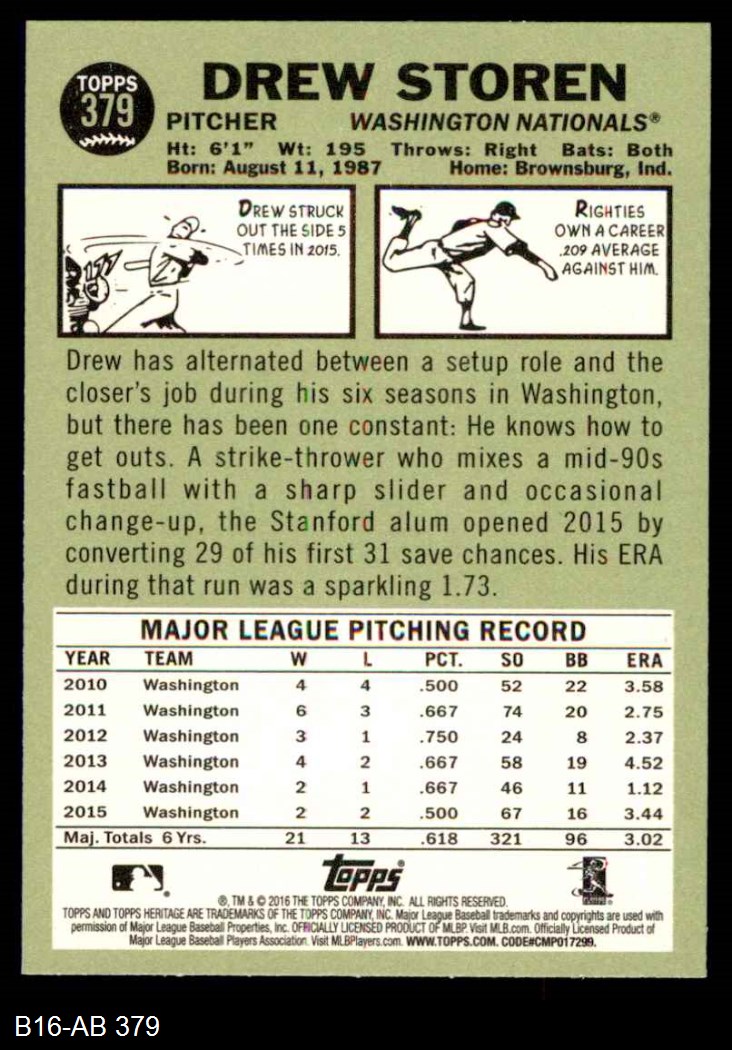 TOPPS
379
DREW STOREN
PITCHER WASHINGTON NATIONALS®
Ht: 6'1" Wt: 195 Throws: Right Bats: Both
Born: August 11, 1987 Home: Brownsburg, Ind.
DREW STRUCK
OUT THE SIDE 5
TIMES IN 2015.
RIGHTIES
OWN A CAREER
.209 AVERAGE
AGAINST HIM.
Drew has alternated between a setup role and the
closer's job during his six seasons in Washington,
but there has been one constant: He knows how to
get outs. A strike-thrower who mixes a mid-90s
fastball with a sharp slider and occasional
change-up, the Stanford alum opened 2015 by
converting 29 of his first 31 save chances. His ERA
during that run was a sparkling 1.73.
MAJOR LEAGUE PITCHING RECORD
YEAR TEAM W L PCT. SO BB ERA
2010 Washington 4 4 .500 52 22 3.58
2011 Washington 6 3 .667 74 20 2.75
2012 Washington 3 1 .750 24 8 2.37
2013 Washington 4 2 .667 58 19 4.52
2014 Washington 2 1 .667 46 11 1.12
2015 Washington 2 2 .500 67 16 3.44
Maj. Totals 6 Yrs. 21 13 .618 321 96 3.02
topps®
®, TM & © 2016 THE TOPPS COMPANY, INC. ALL RIGHTS RESERVED.
TOPPS AND TOPPS HERITAGE ARE TRADEMARKS OF THE TOPPS COMPANY, INC. Major League Baseball trademarks and copyrights are used with
permission of Major League Baseball Properties, Inc. OFFICIALLY LICENSED PRODUCT OF MLBP. Visit MLB.com. Officially Licensed Product of
Major League Baseball Players Association. Visit MLBPlayers.com. WWW.TOPPS.COM. CODE#CMP017299.
B16-AB 379